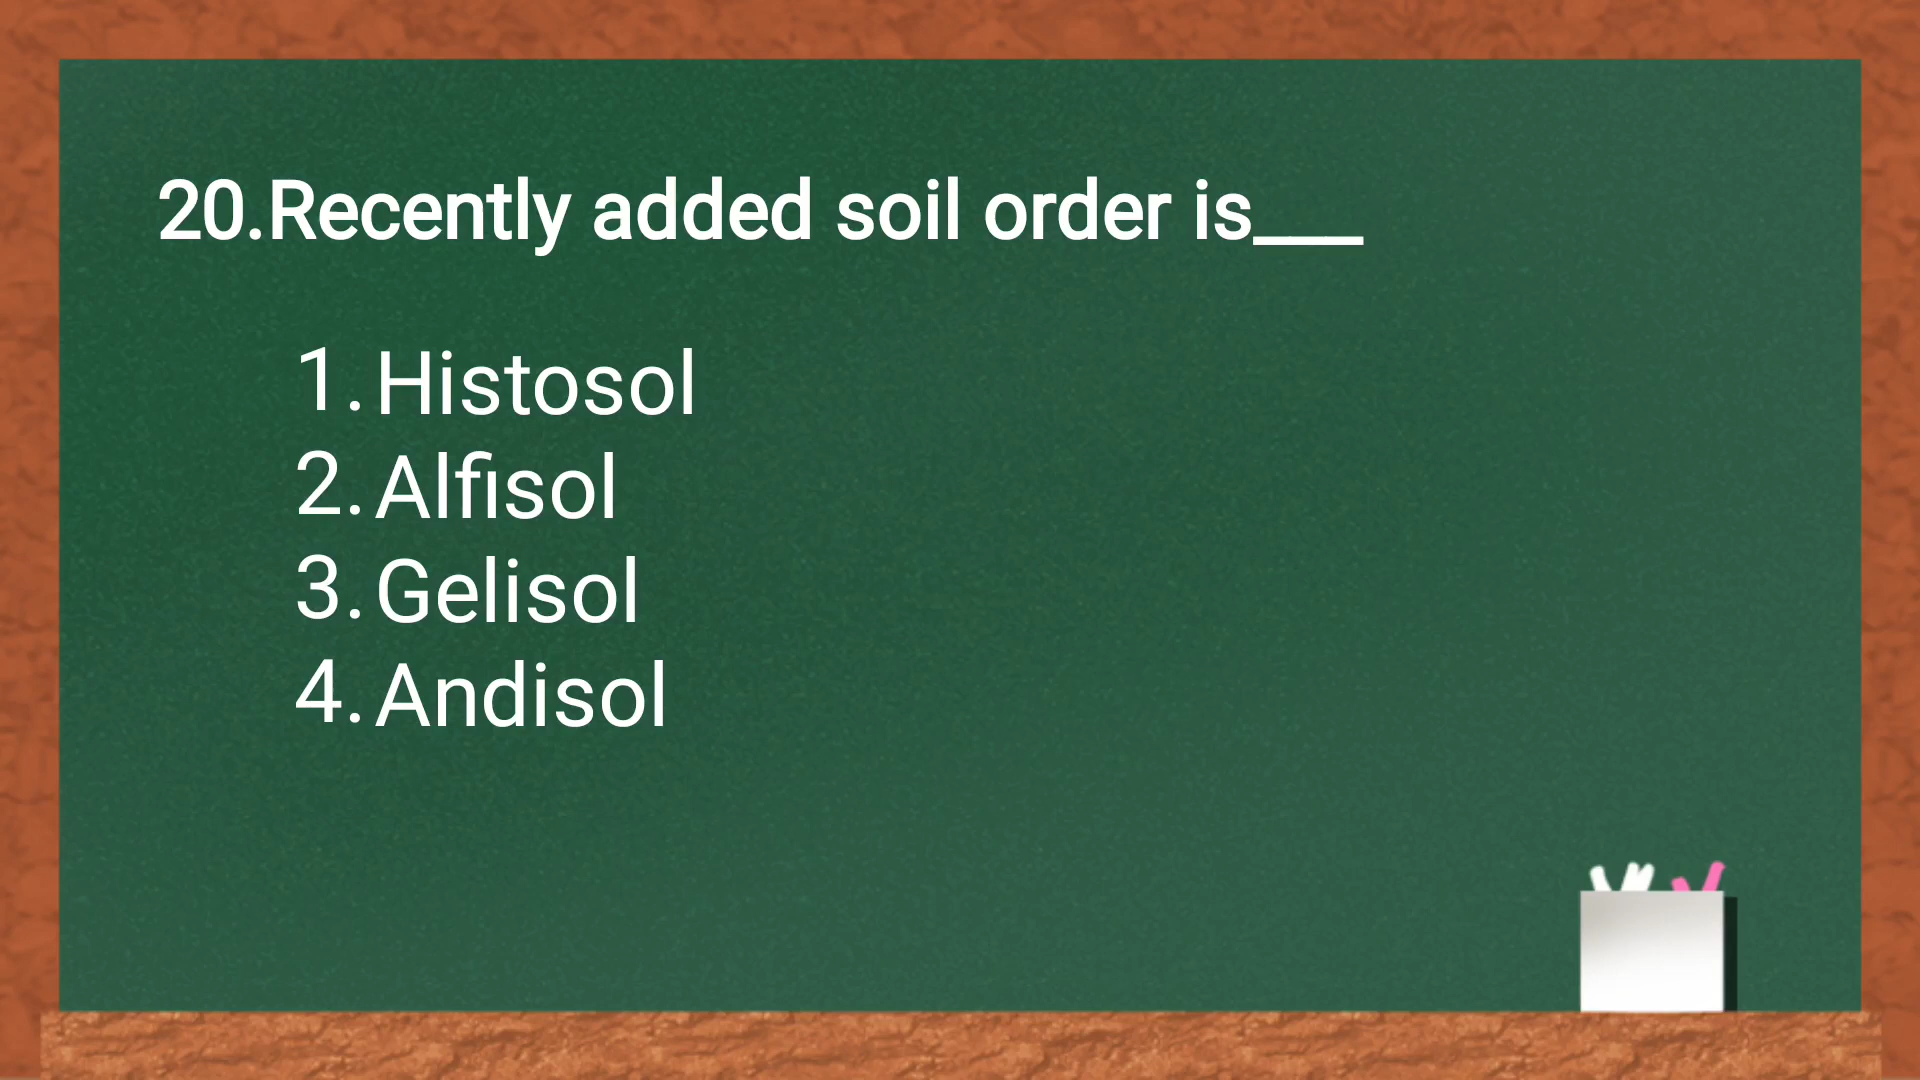 20.Recently added soil order is___
1. Histosol
2. Alfisol
3. Gelisol
4. Andisol